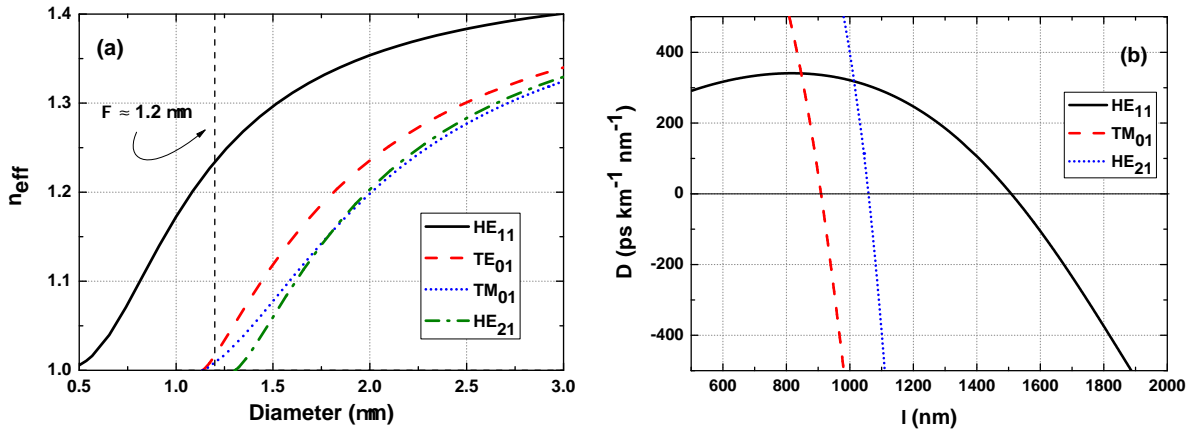 1.4
(a)
1.3
F ≈ 1.2 mm
n_eff
1.2
1.1
1.0
HE11
TE01
TM01
HE21
0.5 1.0 1.5 2.0 2.5 3.0
Diameter (mm)
(b)
400
200
0
-200
-400
D (ps km-1 nm-1)
HE11
TM01
HE21
600 800 1000 1200 1400 1600 1800 2000
l (nm)